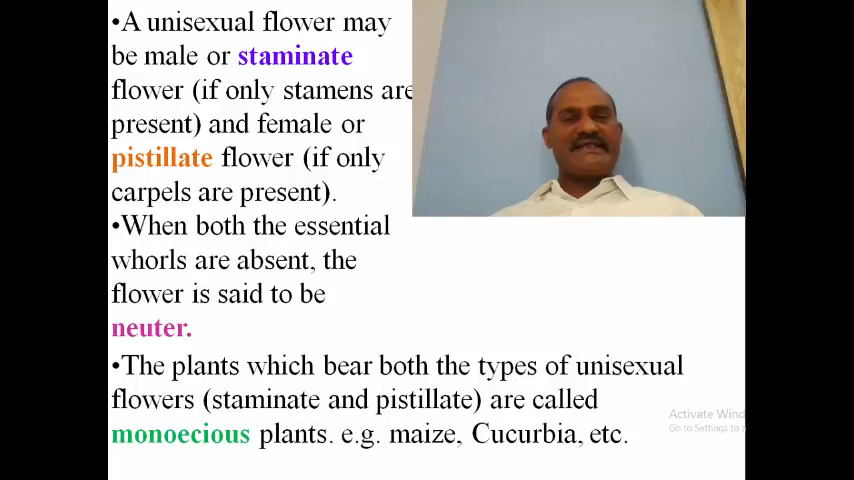 •A unisexual flower may
be male or staminate
flower (if only stamens are
present) and female or
pistillate flower (if only
carpels are present).
•When both the essential
whorls are absent, the
flower is said to be
neuter.
•The plants which bear both the types of unisexual
flowers (staminate and pistillate) are called
monoecious plants. e.g. maize, Cucurbia, etc.
Activate Wind
Go to Settings to